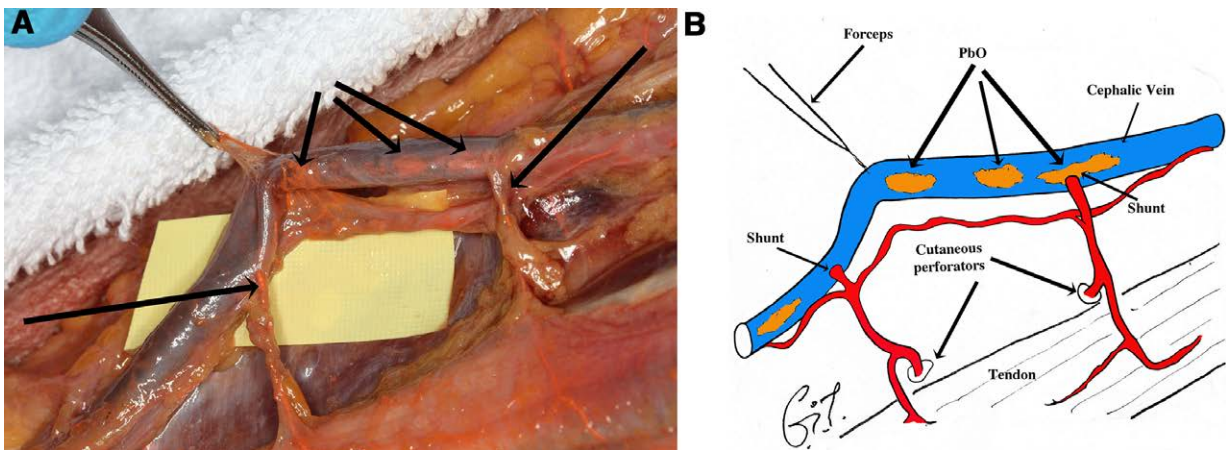 A
B
Forceps
PbO
Cephalic Vein
Shunt
Shunt
Cutaneous
perforators
Tendon